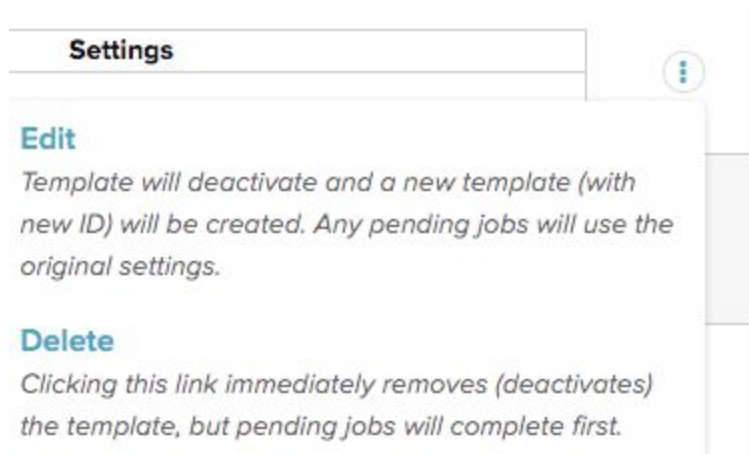 Settings
Edit
Template will deactivate and a new template (with
new ID) will be created. Any pending jobs will use the
original settings.
Delete
Clicking this link immediately removes (deactivates)
the template, but pending jobs will complete first.